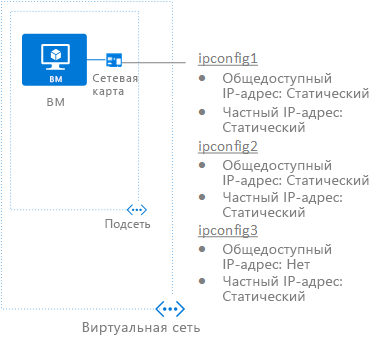 ВМ
ВМ
Сетевая
карта
Подсеть
Виртуальная сеть
ipconfig1
• Общедоступный
IP-адрес: Статический
• Частный IP-адрес:
Статический
ipconfig2
• Общедоступный
IP-адрес: Статический
• Частный IP-адрес:
Статический
ipconfig3
• Общедоступный
IP-адрес: Нет
• Частный IP-адрес:
Статический